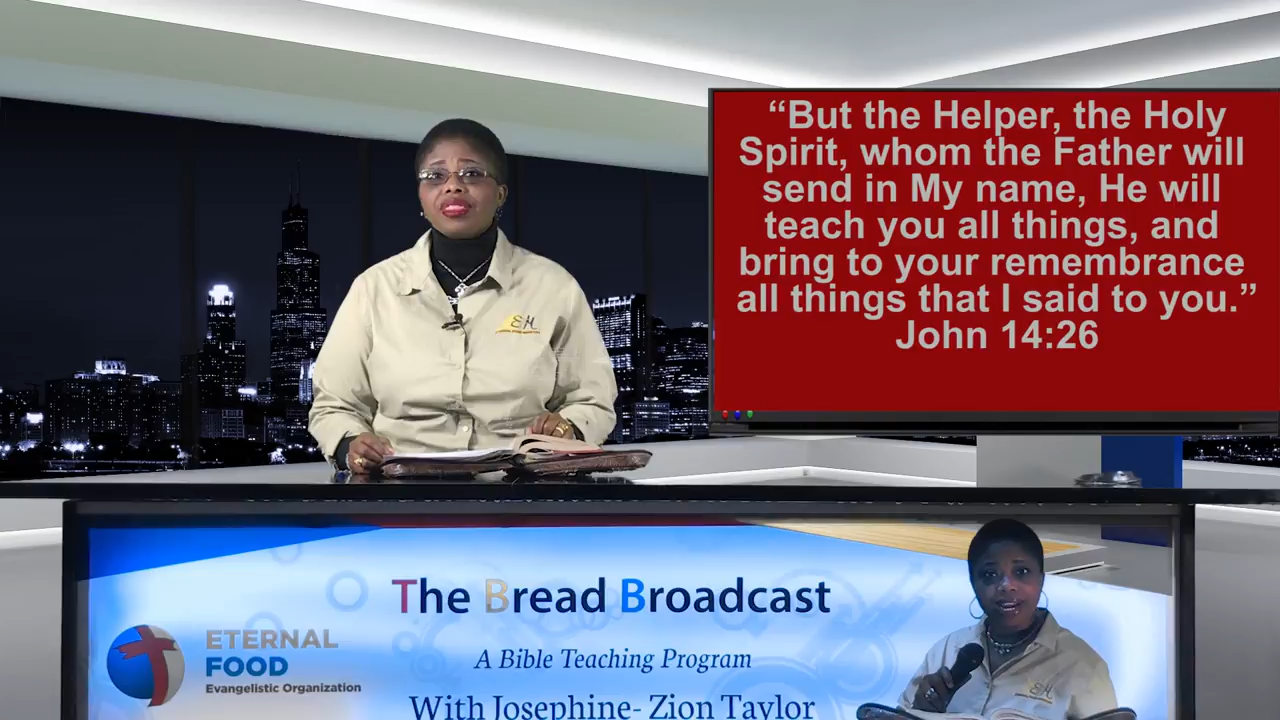 “But the Helper, the Holy
Spirit, whom the Father will
send in My name, He will
teach you all things, and
bring to your remembrance
all things that I said to you.”
John 14:26
The Bread Broadcast
A Bible Teaching Program
With Josephine- Zion Taylor
ETERNAL
FOOD
Evangelistic Organization